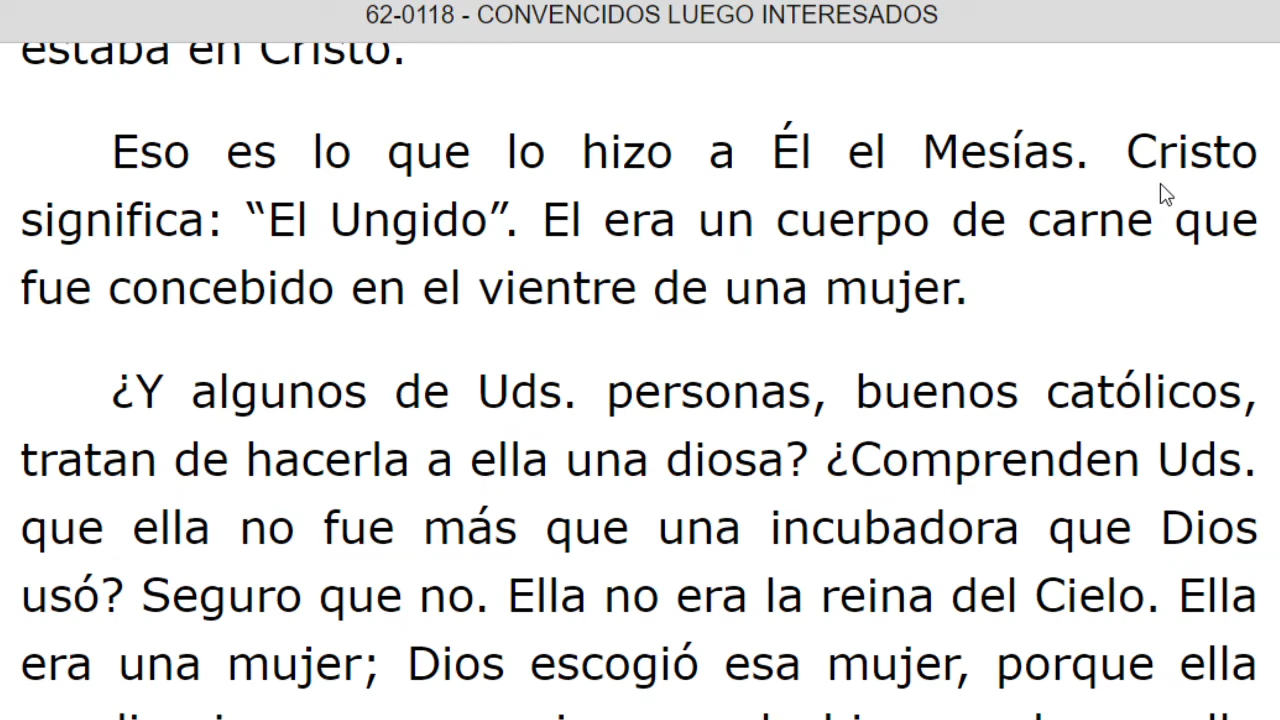 62-0118 - CONVENCIDOS LUEGO INTERESADOS
estaba en Cristo.
Eso es lo que lo hizo a Él el Mesías. Cristo
significa: “El Ungido”. El era un cuerpo de carne que
fue concebido en el vientre de una mujer.
¿Y algunos de Uds. personas, buenos católicos,
tratan de hacerla a ella una diosa? ¿Comprenden Uds.
que ella no fue más que una incubadora que Dios
usó? Seguro que no. Ella no era la reina del Cielo. Ella
era una mujer; Dios escogió esa mujer, porque ella